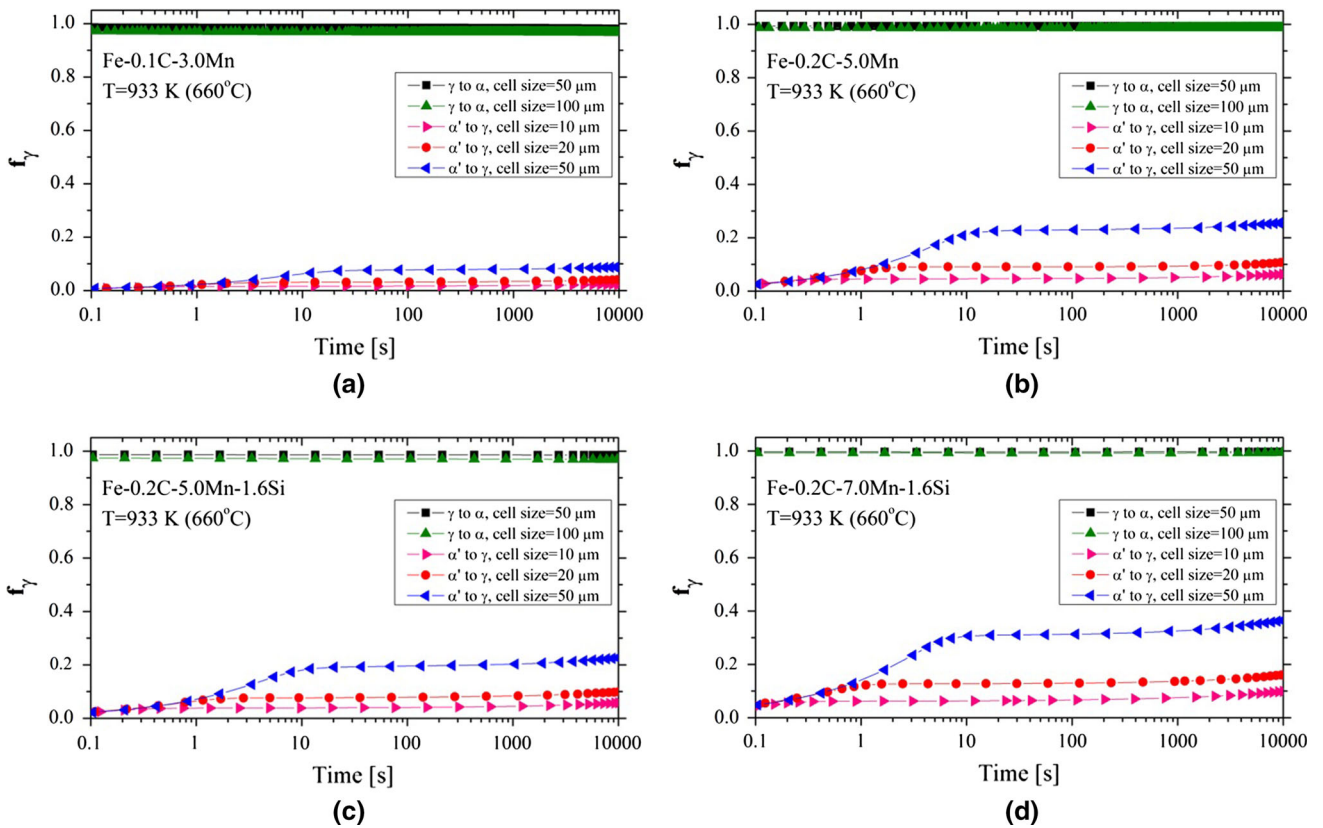 Fe-0.1C-3.0Mn
T=933 K (660°C)
γ to α, cell size=50 μm
γ to α, cell size=100 μm
α' to γ, cell size=10 μm
α' to γ, cell size=20 μm
α' to γ, cell size=50 μm
1.0
0.8
0.6
0.4
0.2
0.0
fγ
0.1 1 10 100 1000 10000
Time [s]
(a)
Fe-0.2C-5.0Mn
T=933 K (660°C)
γ to α, cell size=50 μm
γ to α, cell size=100 μm
α' to γ, cell size=10 μm
α' to γ, cell size=20 μm
α' to γ, cell size=50 μm
1.0
0.8
0.6
0.4
0.2
0.0
fγ
0.1 1 10 100 1000 10000
Time [s]
(b)
Fe-0.2C-5.0Mn-1.6Si
T=933 K (660°C)
γ to α, cell size=50 μm
γ to α, cell size=100 μm
α' to γ, cell size=10 μm
α' to γ, cell size=20 μm
α' to γ, cell size=50 μm
1.0
0.8
0.6
0.4
0.2
0.0
fγ
0.1 1 10 100 1000 10000
Time [s]
(c)
Fe-0.2C-7.0Mn-1.6Si
T=933 K (660°C)
γ to α, cell size=50 μm
γ to α, cell size=100 μm
α' to γ, cell size=10 μm
α' to γ, cell size=20 μm
α' to γ, cell size=50 μm
1.0
0.8
0.6
0.4
0.2
0.0
fγ
0.1 1 10 100 1000 10000
Time [s]
(d)